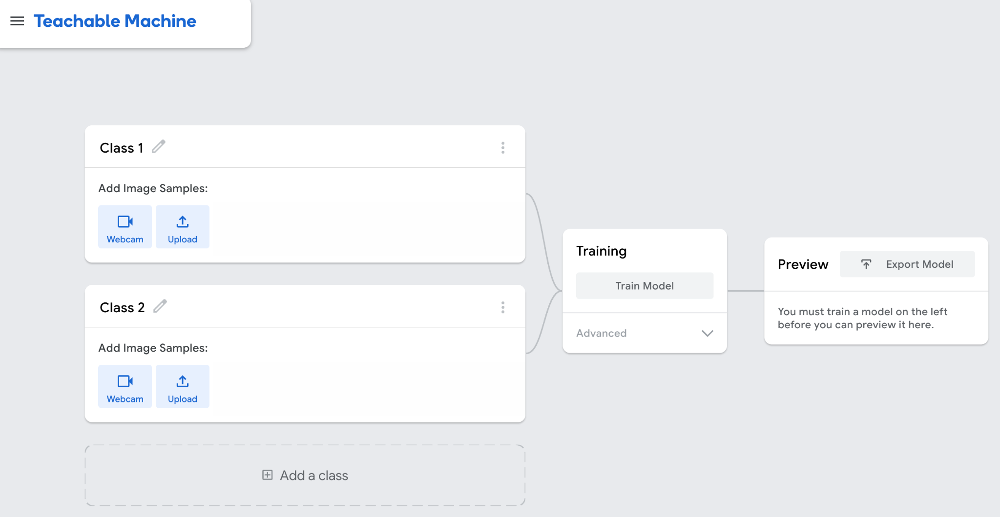 Teachable Machine
Class 1
Add Image Samples:
Webcam
Upload
Class 2
Add Image Samples:
Webcam
Upload
Add a class
Training
Train Model
Advanced
Preview
Export Model
You must train a model on the left
before you can preview it here.